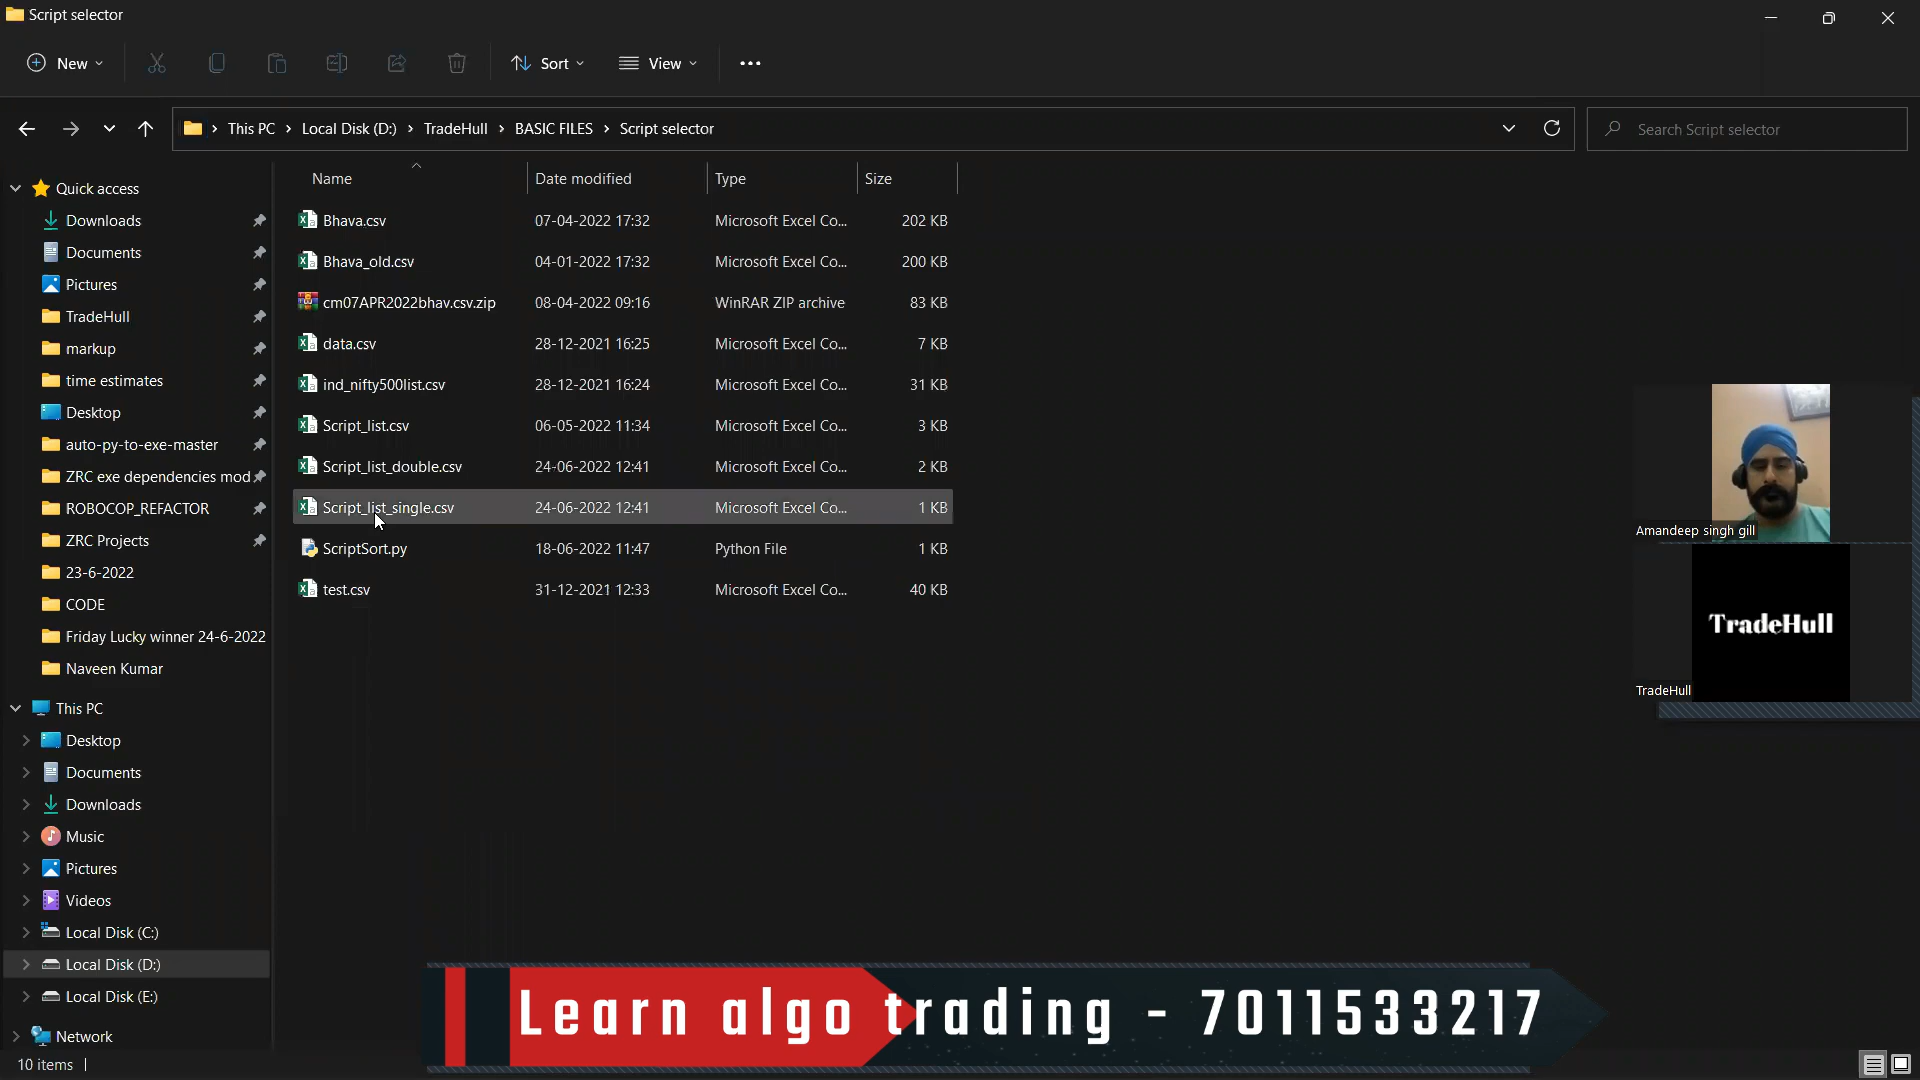 Script selector
New
Sort
View
This PC
Local Disk (D:)
TradeHull
BASIC FILES
Script selector
Search Script selector
Name
Date modified
Type
Size
Bhava.csv 07-04-2022 17:32 Microsoft Excel Co... 202 KB
Bhava_old.csv 04-01-2022 17:32 Microsoft Excel Co... 200 KB
cm07APR2022bhav.csv.zip 08-04-2022 09:16 WinRAR ZIP archive 83 KB
data.csv 28-12-2021 16:25 Microsoft Excel Co... 7 KB
ind_nifty500list.csv 28-12-2021 16:24 Microsoft Excel Co... 31 KB
Script_list.csv 06-05-2022 11:34 Microsoft Excel Co... 3 KB
Script_list_double.csv 24-06-2022 12:41 Microsoft Excel Co... 2 KB
Script_list_single.csv 24-06-2022 12:41 Microsoft Excel Co... 1 KB
ScriptSort.py 18-06-2022 11:47 Python File 1 KB
test.csv 31-12-2021 12:33 Microsoft Excel Co... 40 KB
Quick access
Downloads
Documents
Pictures
TradeHull
markup
time estimates
Desktop
auto-py-to-exe-master
ZRC exe dependencies mod
ROBOCOP_REFACTOR
ZRC Projects
23-6-2022
CODE
Friday Lucky winner 24-6-2022
Naveen Kumar
This PC
Desktop
Documents
Downloads
Music
Pictures
Videos
Local Disk (C:)
Local Disk (D:)
Local Disk (E:)
Network
10 items
Amandeep singh gill
TradeHull
TradeHull
Learn algo trading - 7011533217